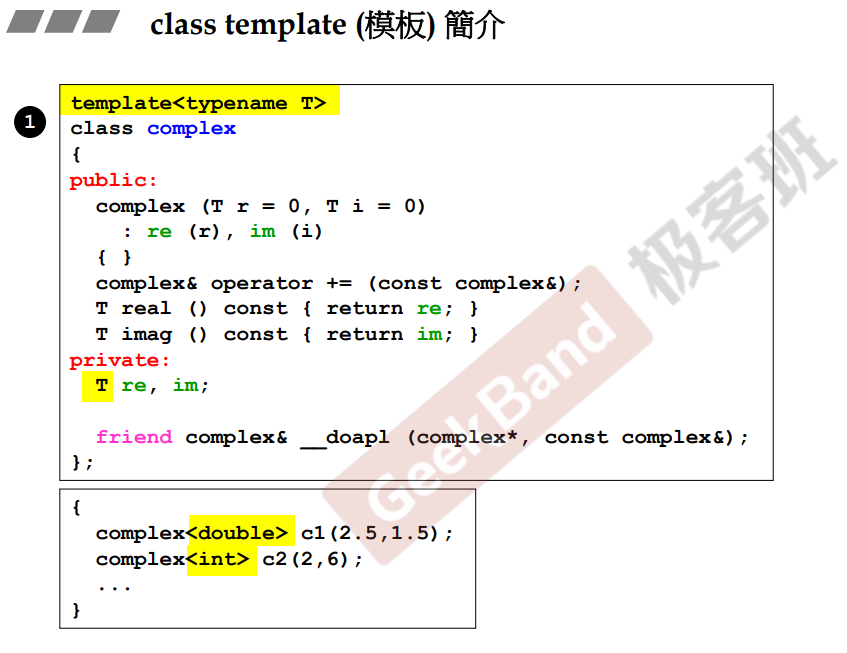 class template (模板) 簡介
1
template<typename T>
class complex
{
public:
  complex (T r = 0, T i = 0)
    : re (r), im (i)
  { }
  complex& operator += (const complex&);
  T real () const { return re; }
  T imag () const { return im; }
private:
  T re, im;
  friend complex& __doapl (complex*, const complex&);
};
{
  complex<double> c1(2.5,1.5);
  complex<int> c2(2,6);
  ...
}
GeekBand 极客班